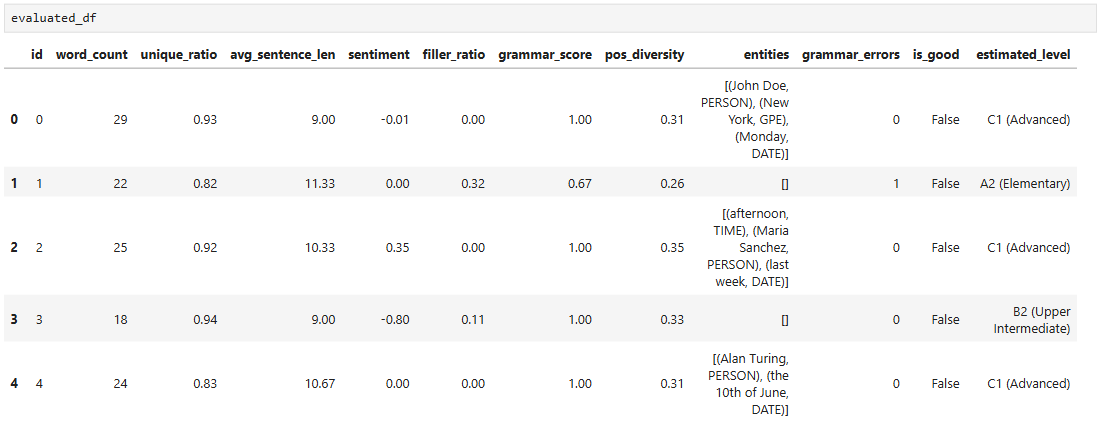 evaluated_df
id word_count unique_ratio avg_sentence_len sentiment filler_ratio grammar_score pos_diversity entities grammar_errors is_good estimated_level
0 0 29 0.93 9.00 -0.01 0.00 1.00 0.31 [(John Doe, PERSON), (New York, GPE), (Monday, DATE)] 0 False C1 (Advanced)
1 1 22 0.82 11.33 0.00 0.32 0.67 0.26 [] 1 False A2 (Elementary)
2 2 25 0.92 10.33 0.35 0.00 1.00 0.35 [(afternoon, TIME), (Maria Sanchez, PERSON), (last week, DATE)] 0 False C1 (Advanced)
3 3 18 0.94 9.00 -0.80 0.11 1.00 0.33 [] 0 False B2 (Upper Intermediate)
4 4 24 0.83 10.67 0.00 0.00 1.00 0.31 [(Alan Turing, PERSON), (the 10th of June, DATE)] 0 False C1 (Advanced)